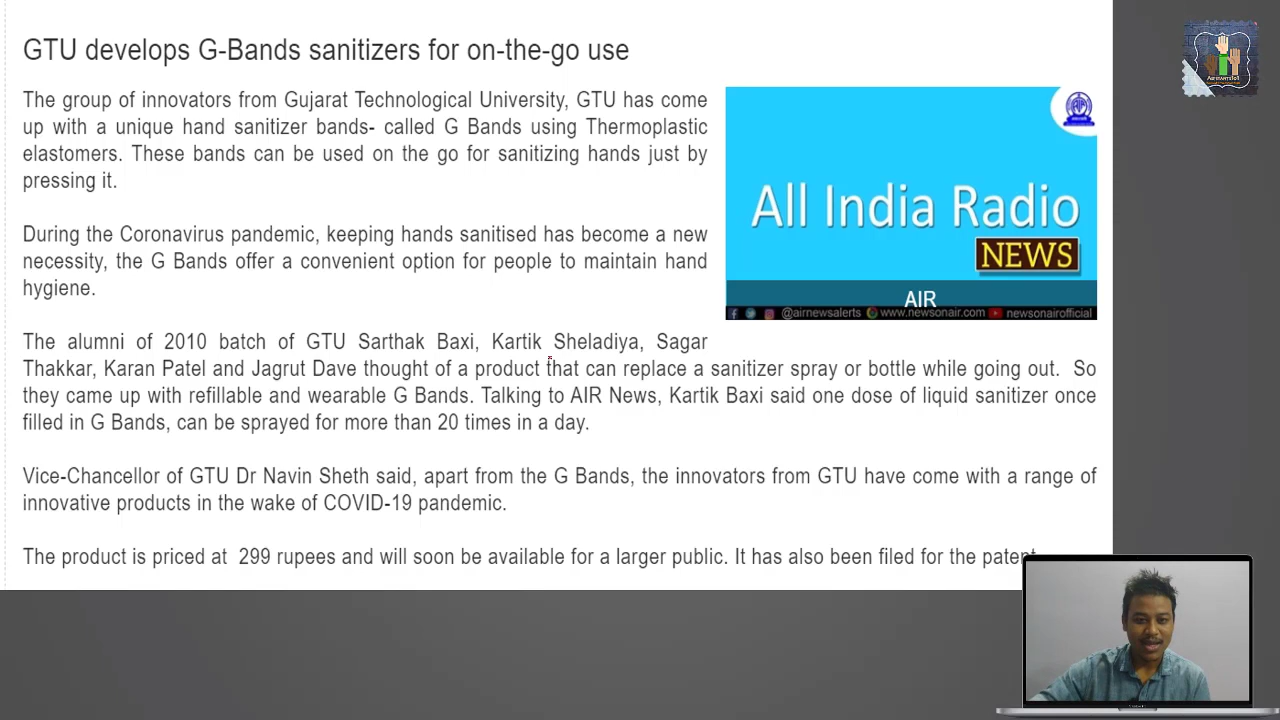 GTU develops G-Bands sanitizers for on-the-go use
The group of innovators from Gujarat Technological University, GTU has come
up with a unique hand sanitizer bands- called G Bands using Thermoplastic
elastomers. These bands can be used on the go for sanitizing hands just by
pressing it.
During the Coronavirus pandemic, keeping hands sanitised has become a new
necessity, the G Bands offer a convenient option for people to maintain hand
hygiene.
All India Radio
NEWS
AIR
@airnewsalerts www.newsonair.com newsonairofficial
The alumni of 2010 batch of GTU Sarthak Baxi, Kartik Sheladiya, Sagar
Thakkar, Karan Patel and Jagrut Dave thought of a product that can replace a sanitizer spray or bottle while going out. So
they came up with refillable and wearable G Bands. Talking to AIR News, Kartik Baxi said one dose of liquid sanitizer once
filled in G Bands, can be sprayed for more than 20 times in a day.
Vice-Chancellor of GTU Dr Navin Sheth said, apart from the G Bands, the innovators from GTU have come with a range of
innovative products in the wake of COVID-19 pandemic.
The product is priced at 299 rupees and will soon be available for a larger public. It has also been filed for the patent